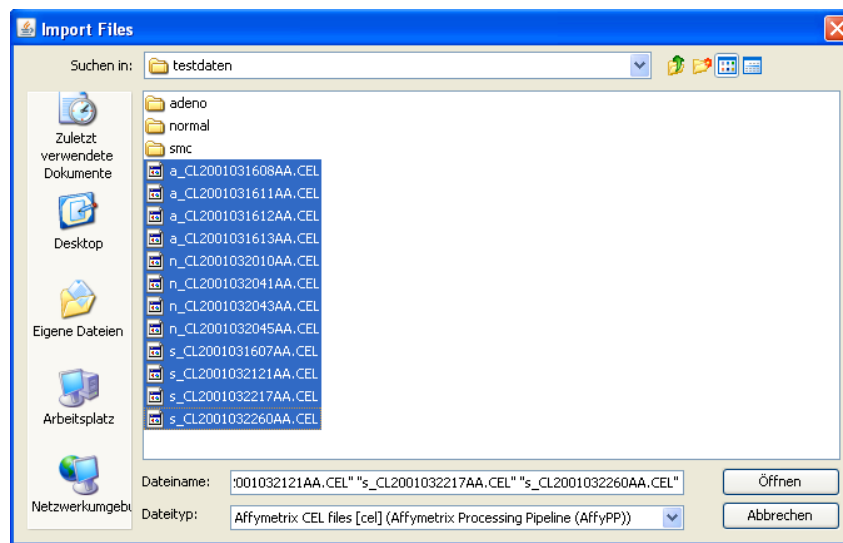 Import Files
Suchen in:
testdaten
Zuletzt
verwendete
Dokumente
Desktop
Eigene Dateien
Arbeitsplatz
Netzwerkumgebu
adeno
normal
smc
a_CL2001031608AA.CEL
a_CL2001031611AA.CEL
a_CL2001031612AA.CEL
a_CL2001031613AA.CEL
n_CL2001032010AA.CEL
n_CL2001032041AA.CEL
n_CL2001032043AA.CEL
n_CL2001032045AA.CEL
s_CL2001031607AA.CEL
s_CL2001032121AA.CEL
s_CL2001032217AA.CEL
s_CL2001032260AA.CEL
Dateiname: :001032121AA.CEL" "s_CL2001032217AA.CEL" "s_CL2001032260AA.CEL" Öffnen
Dateityp: Affymetrix CEL files [cel] (Affymetrix Processing Pipeline (AffyPP)) Abbrechen